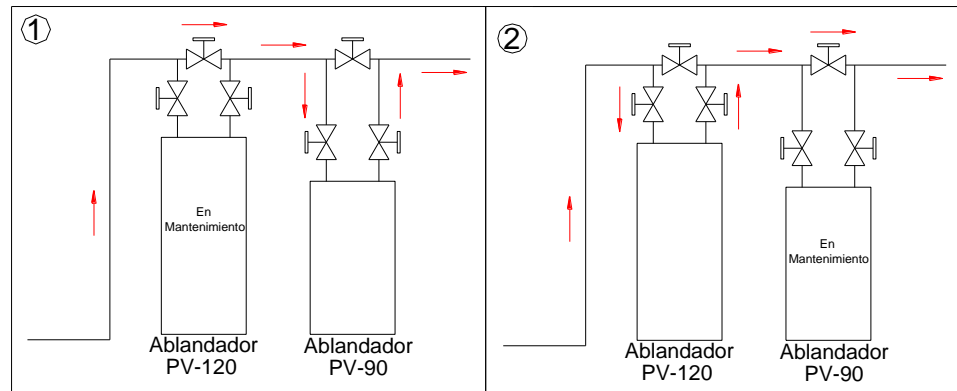 1
En
Mantenimiento
Ablandador
PV-120
Ablandador
PV-90
2
En
Mantenimiento
Ablandador
PV-120
Ablandador
PV-90